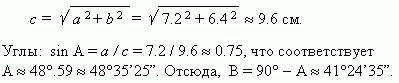 c = √a²+b² = √7.2² + 6.4² ≈ 9.6 см.
Углы: sin A = a / c = 7.2 / 9.6 ≈ 0.75, что соответствует
A ≈ 48°.59 ≈ 48°35’25”. Отсюда, B = 90° − A ≈ 41°24’35”.